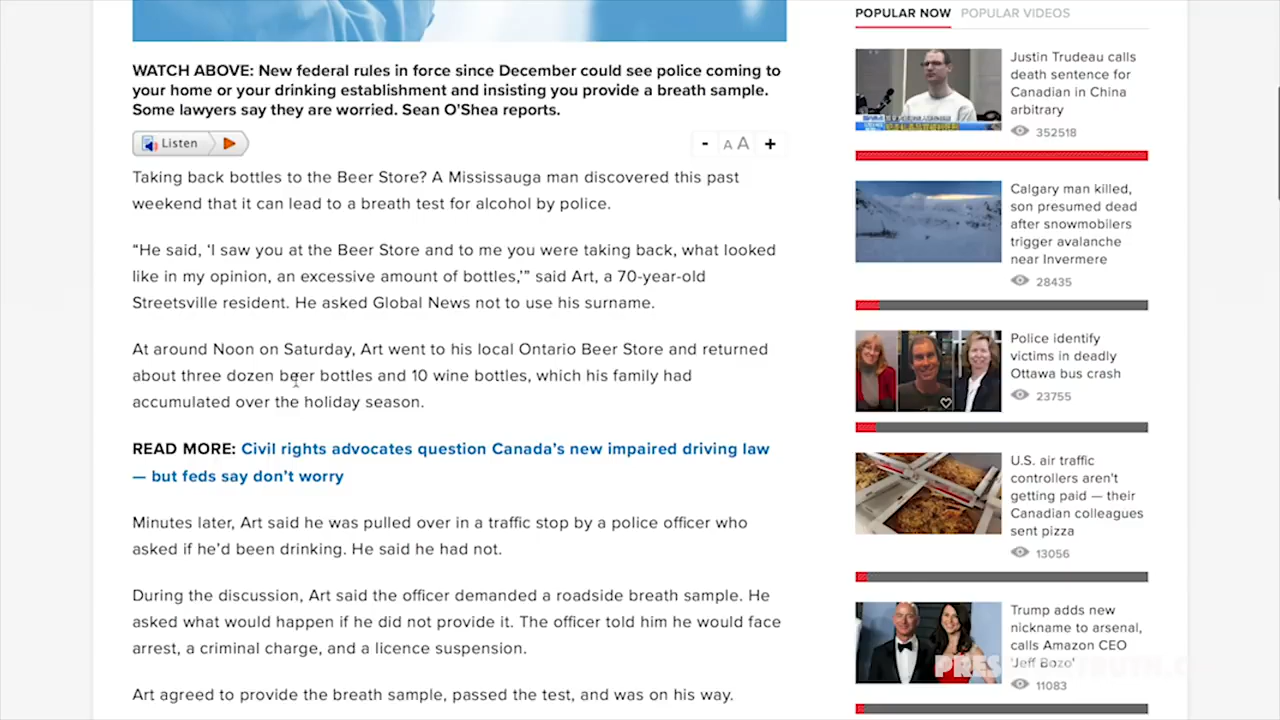 WATCH ABOVE: New federal rules in force since December could see police coming to
your home or your drinking establishment and insisting you provide a breath sample.
Some lawyers say they are worried. Sean O'Shea reports.
Listen
- A A +
Taking back bottles to the Beer Store? A Mississauga man discovered this past
weekend that it can lead to a breath test for alcohol by police.
“He said, ‘I saw you at the Beer Store and to me you were taking back, what looked
like in my opinion, an excessive amount of bottles,’” said Art, a 70-year-old
Streetsville resident. He asked Global News not to use his surname.
At around Noon on Saturday, Art went to his local Ontario Beer Store and returned
about three dozen beer bottles and 10 wine bottles, which his family had
accumulated over the holiday season.
READ MORE: Civil rights advocates question Canada’s new impaired driving law
— but feds say don’t worry
Minutes later, Art said he was pulled over in a traffic stop by a police officer who
asked if he’d been drinking. He said he had not.
During the discussion, Art said the officer demanded a roadside breath sample. He
asked what would happen if he did not provide it. The officer told him he would face
arrest, a criminal charge, and a licence suspension.
Art agreed to provide the breath sample, passed the test, and was on his way.
POPULAR NOW POPULAR VIDEOS
Justin Trudeau calls
death sentence for
Canadian in China
arbitrary
352518
Calgary man killed,
son presumed dead
after snowmobilers
trigger avalanche
near Invermere
28435
Police identify
victims in deadly
Ottawa bus crash
23755
U.S. air traffic
controllers aren't
getting paid — their
Canadian colleagues
sent pizza
13056
Trump adds new
nickname to arsenal,
calls Amazon CEO
'Jeff Bozo'
11083